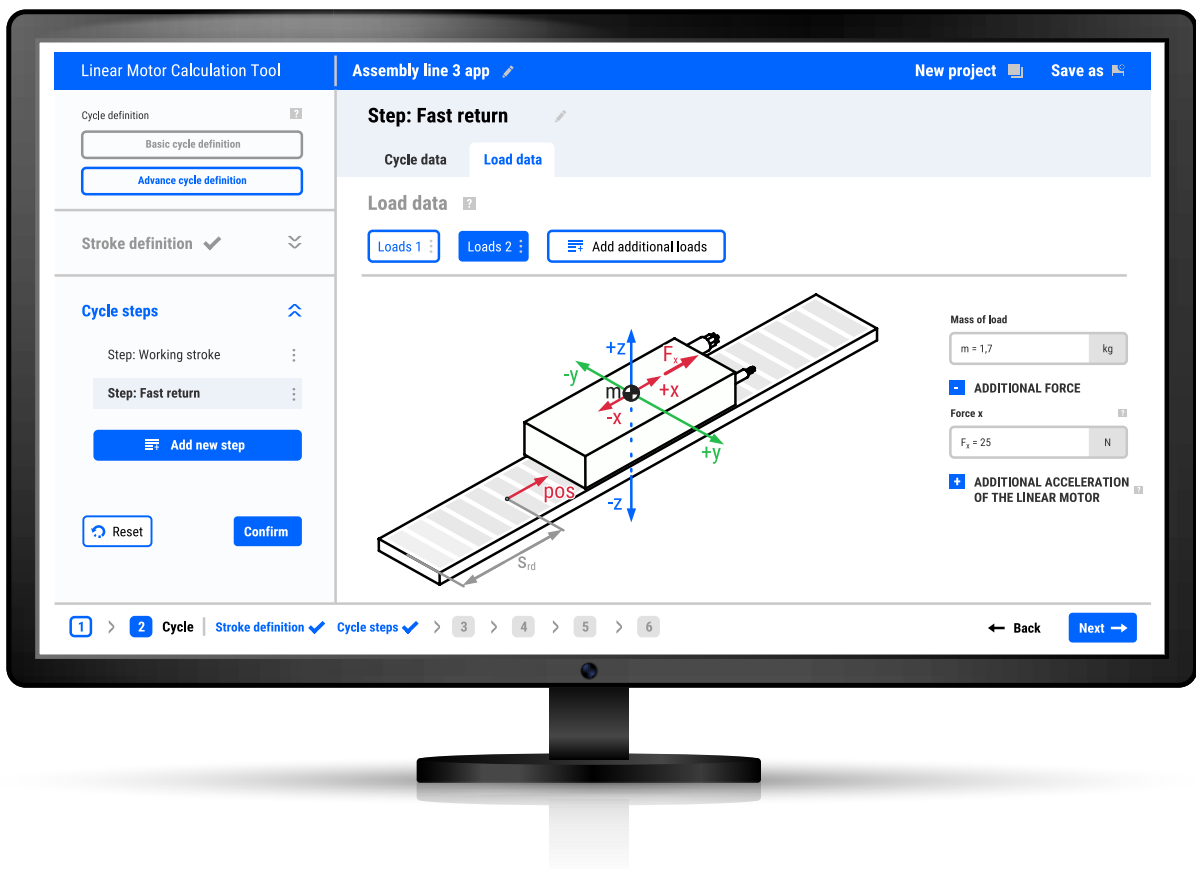 Linear Motor Calculation Tool
Assembly line 3 app
New project
Save as
Cycle definition ?
Basic cycle definition
Advance cycle definition
Stroke definition
Cycle steps
Step: Working stroke
Step: Fast return
Add new step
Reset
Confirm
Step: Fast return
Cycle data
Load data
Load data ?
Loads 1
Loads 2
Add additional loads
+z
Fx
-y
m
+x
-x
+y
pos
-z
Srd
Mass of load
m = 1,7 kg
- ADDITIONAL FORCE
Force x ?
Fx = 25 N
+ ADDITIONAL ACCELERATION
OF THE LINEAR MOTOR ?
1 > 2 Cycle | Stroke definition Cycle steps > 3 > 4 > 5 > 6
← Back
Next →